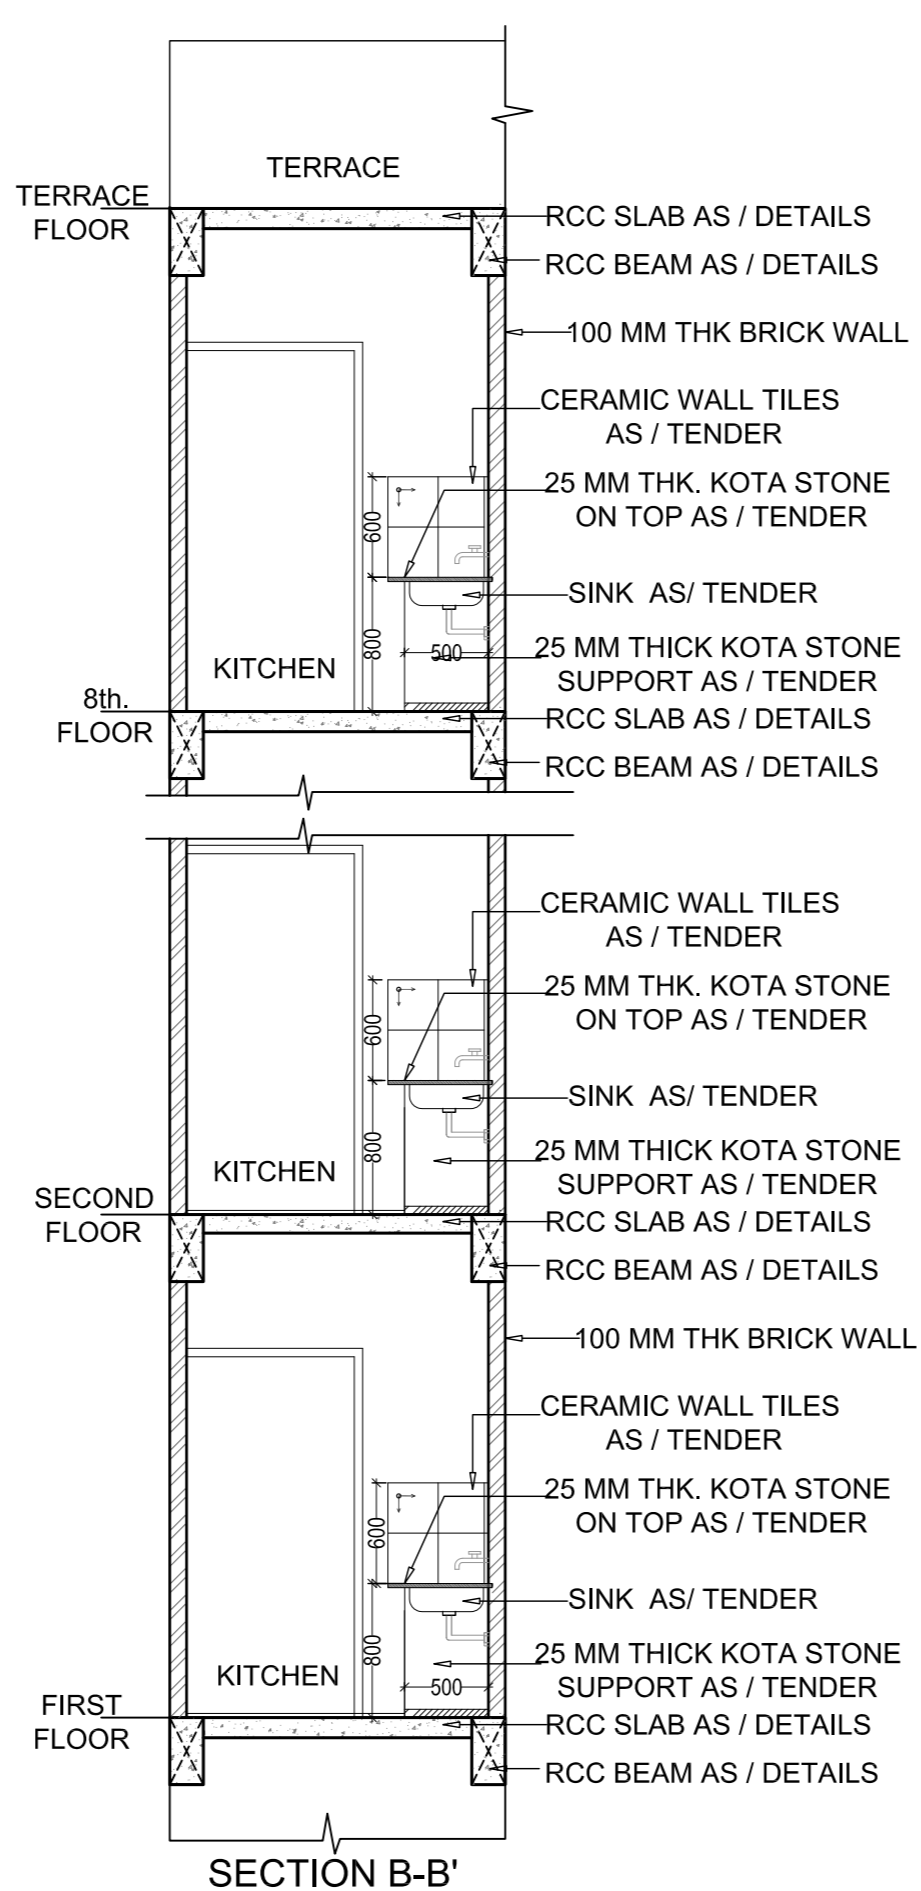 TERRACE
TERRACE
FLOOR
RCC SLAB AS / DETAILS
RCC BEAM AS / DETAILS
100 MM THK BRICK WALL
CERAMIC WALL TILES
AS / TENDER
25 MM THK. KOTA STONE
ON TOP AS / TENDER
600
SINK AS/ TENDER
800
500
25 MM THICK KOTA STONE
SUPPORT AS / TENDER
KITCHEN
8th.
FLOOR
RCC SLAB AS / DETAILS
RCC BEAM AS / DETAILS
CERAMIC WALL TILES
AS / TENDER
25 MM THK. KOTA STONE
ON TOP AS / TENDER
600
SINK AS/ TENDER
800
25 MM THICK KOTA STONE
SUPPORT AS / TENDER
KITCHEN
SECOND
FLOOR
RCC SLAB AS / DETAILS
RCC BEAM AS / DETAILS
100 MM THK BRICK WALL
CERAMIC WALL TILES
AS / TENDER
25 MM THK. KOTA STONE
ON TOP AS / TENDER
600
SINK AS/ TENDER
800
25 MM THICK KOTA STONE
SUPPORT AS / TENDER
KITCHEN
500
FIRST
FLOOR
RCC SLAB AS / DETAILS
RCC BEAM AS / DETAILS
SECTION B-B'